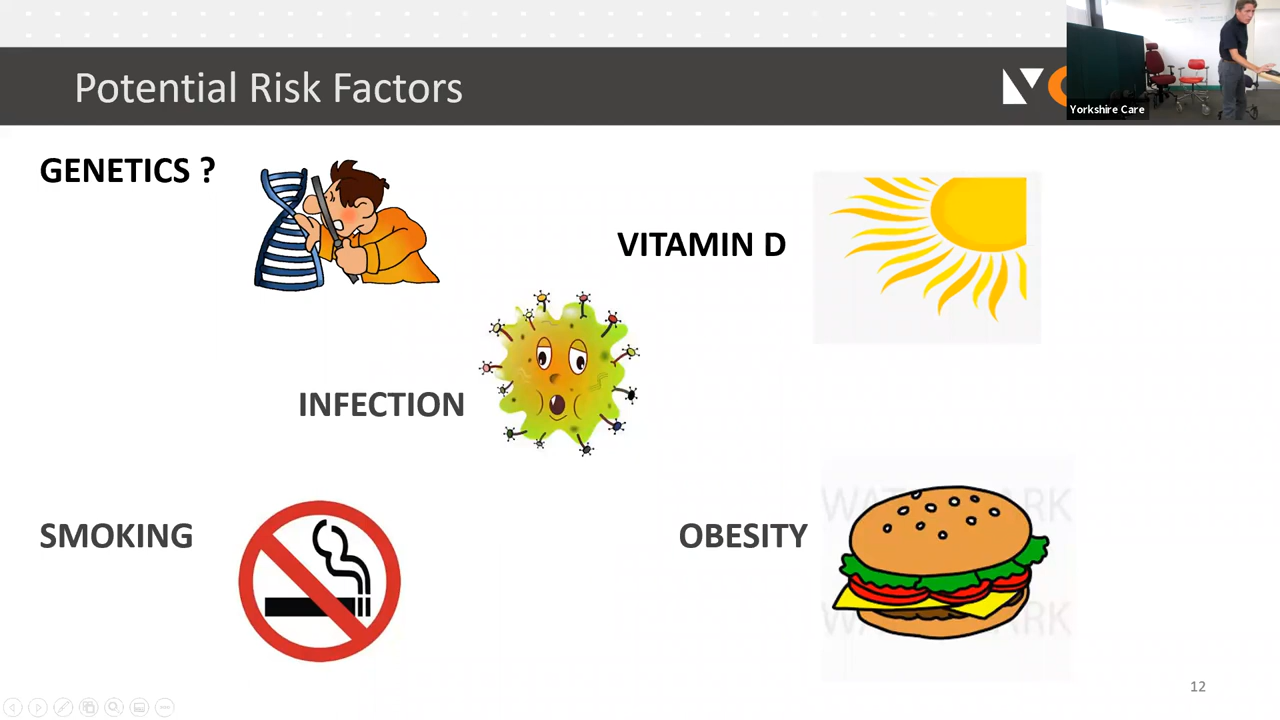 Potential Risk Factors
Yorkshire Care
GENETICS ?
VITAMIN D
INFECTION
SMOKING
OBESITY
12